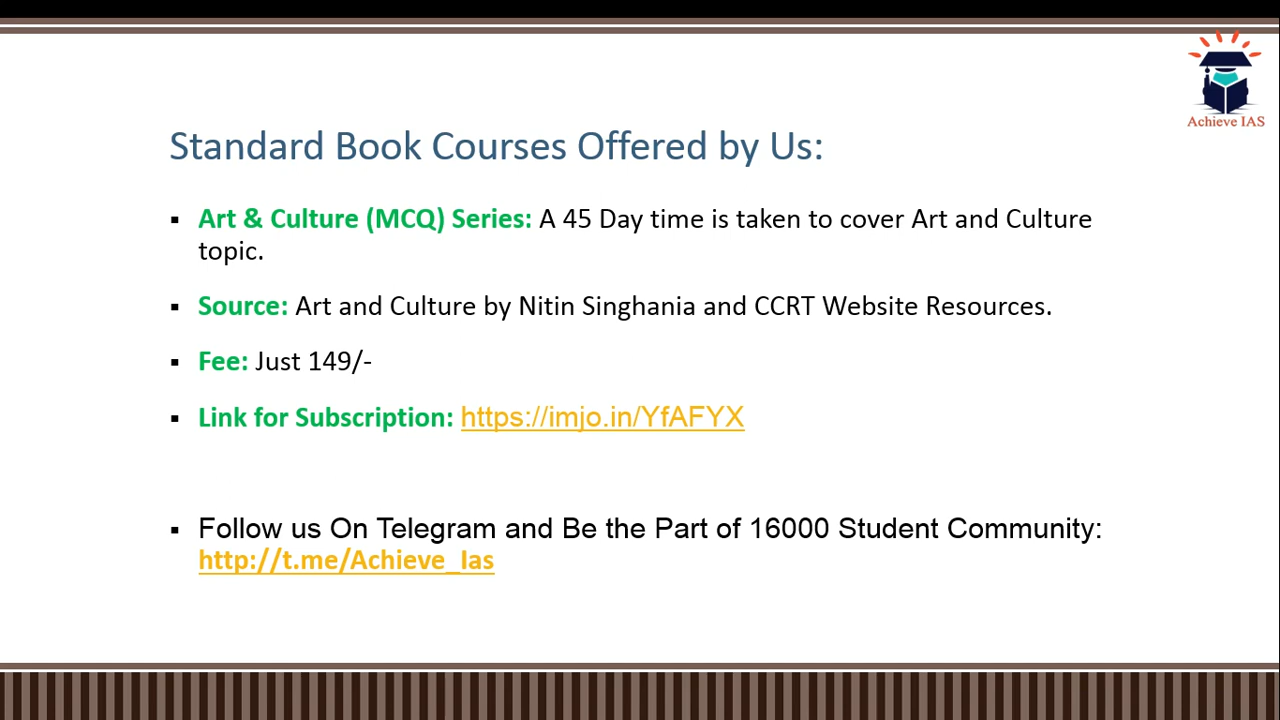 Achieve IAS
Standard Book Courses Offered by Us:
▪ Art & Culture (MCQ) Series: A 45 Day time is taken to cover Art and Culture
topic.
▪ Source: Art and Culture by Nitin Singhania and CCRT Website Resources.
▪ Fee: Just 149/-
▪ Link for Subscription: https://imjo.in/YfAFYX
▪ Follow us On Telegram and Be the Part of 16000 Student Community:
http://t.me/Achieve_Ias